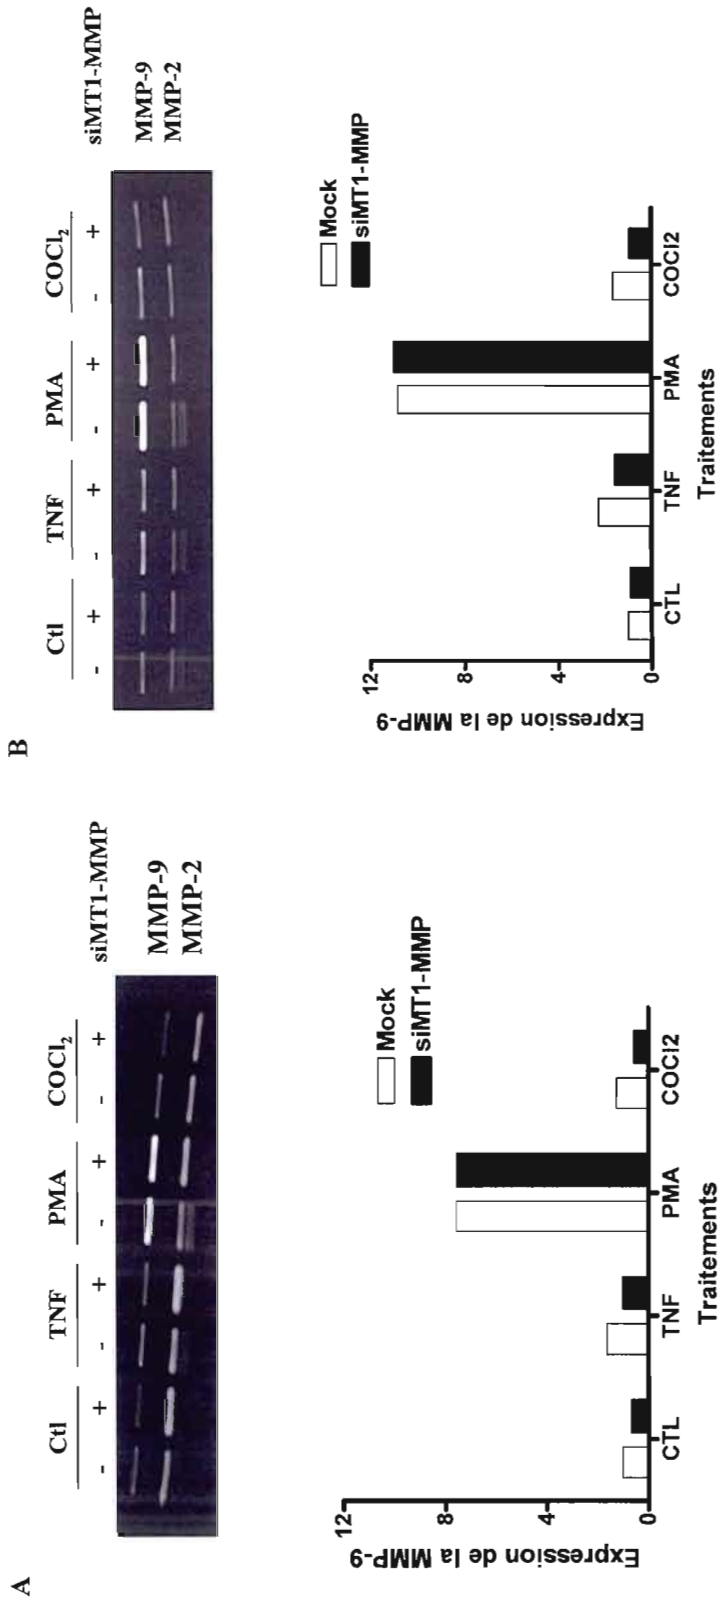 A
Ctl TNF PMA COCl₂
- + - + - + - + siMT1-MMP
MMP-9
MMP-2
Mock
siMT1-MMP
Expression de la MMP-9
12
8
4
0
CTL TNF PMA COCl2
Traitements
B
Ctl TNF PMA COCl₂
- + - + - + - + siMT1-MMP
MMP-9
MMP-2
Mock
siMT1-MMP
Expression de la MMP-9
12
8
4
0
CTL TNF PMA COCl2
Traitements